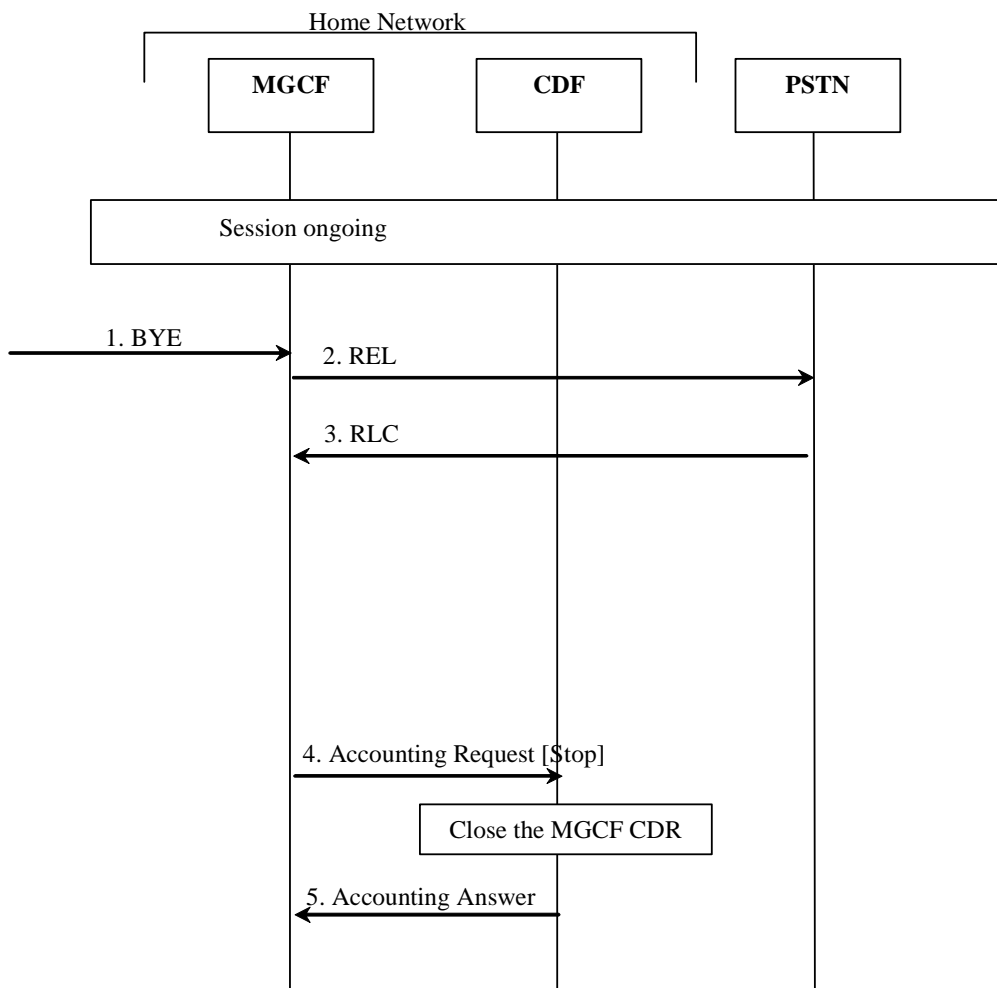 Home Network
MGCF
CDF
PSTN
Session ongoing
1. BYE
2. REL
3. RLC
4. Accounting Request [Stop]
Close the MGCF CDR
5. Accounting Answer